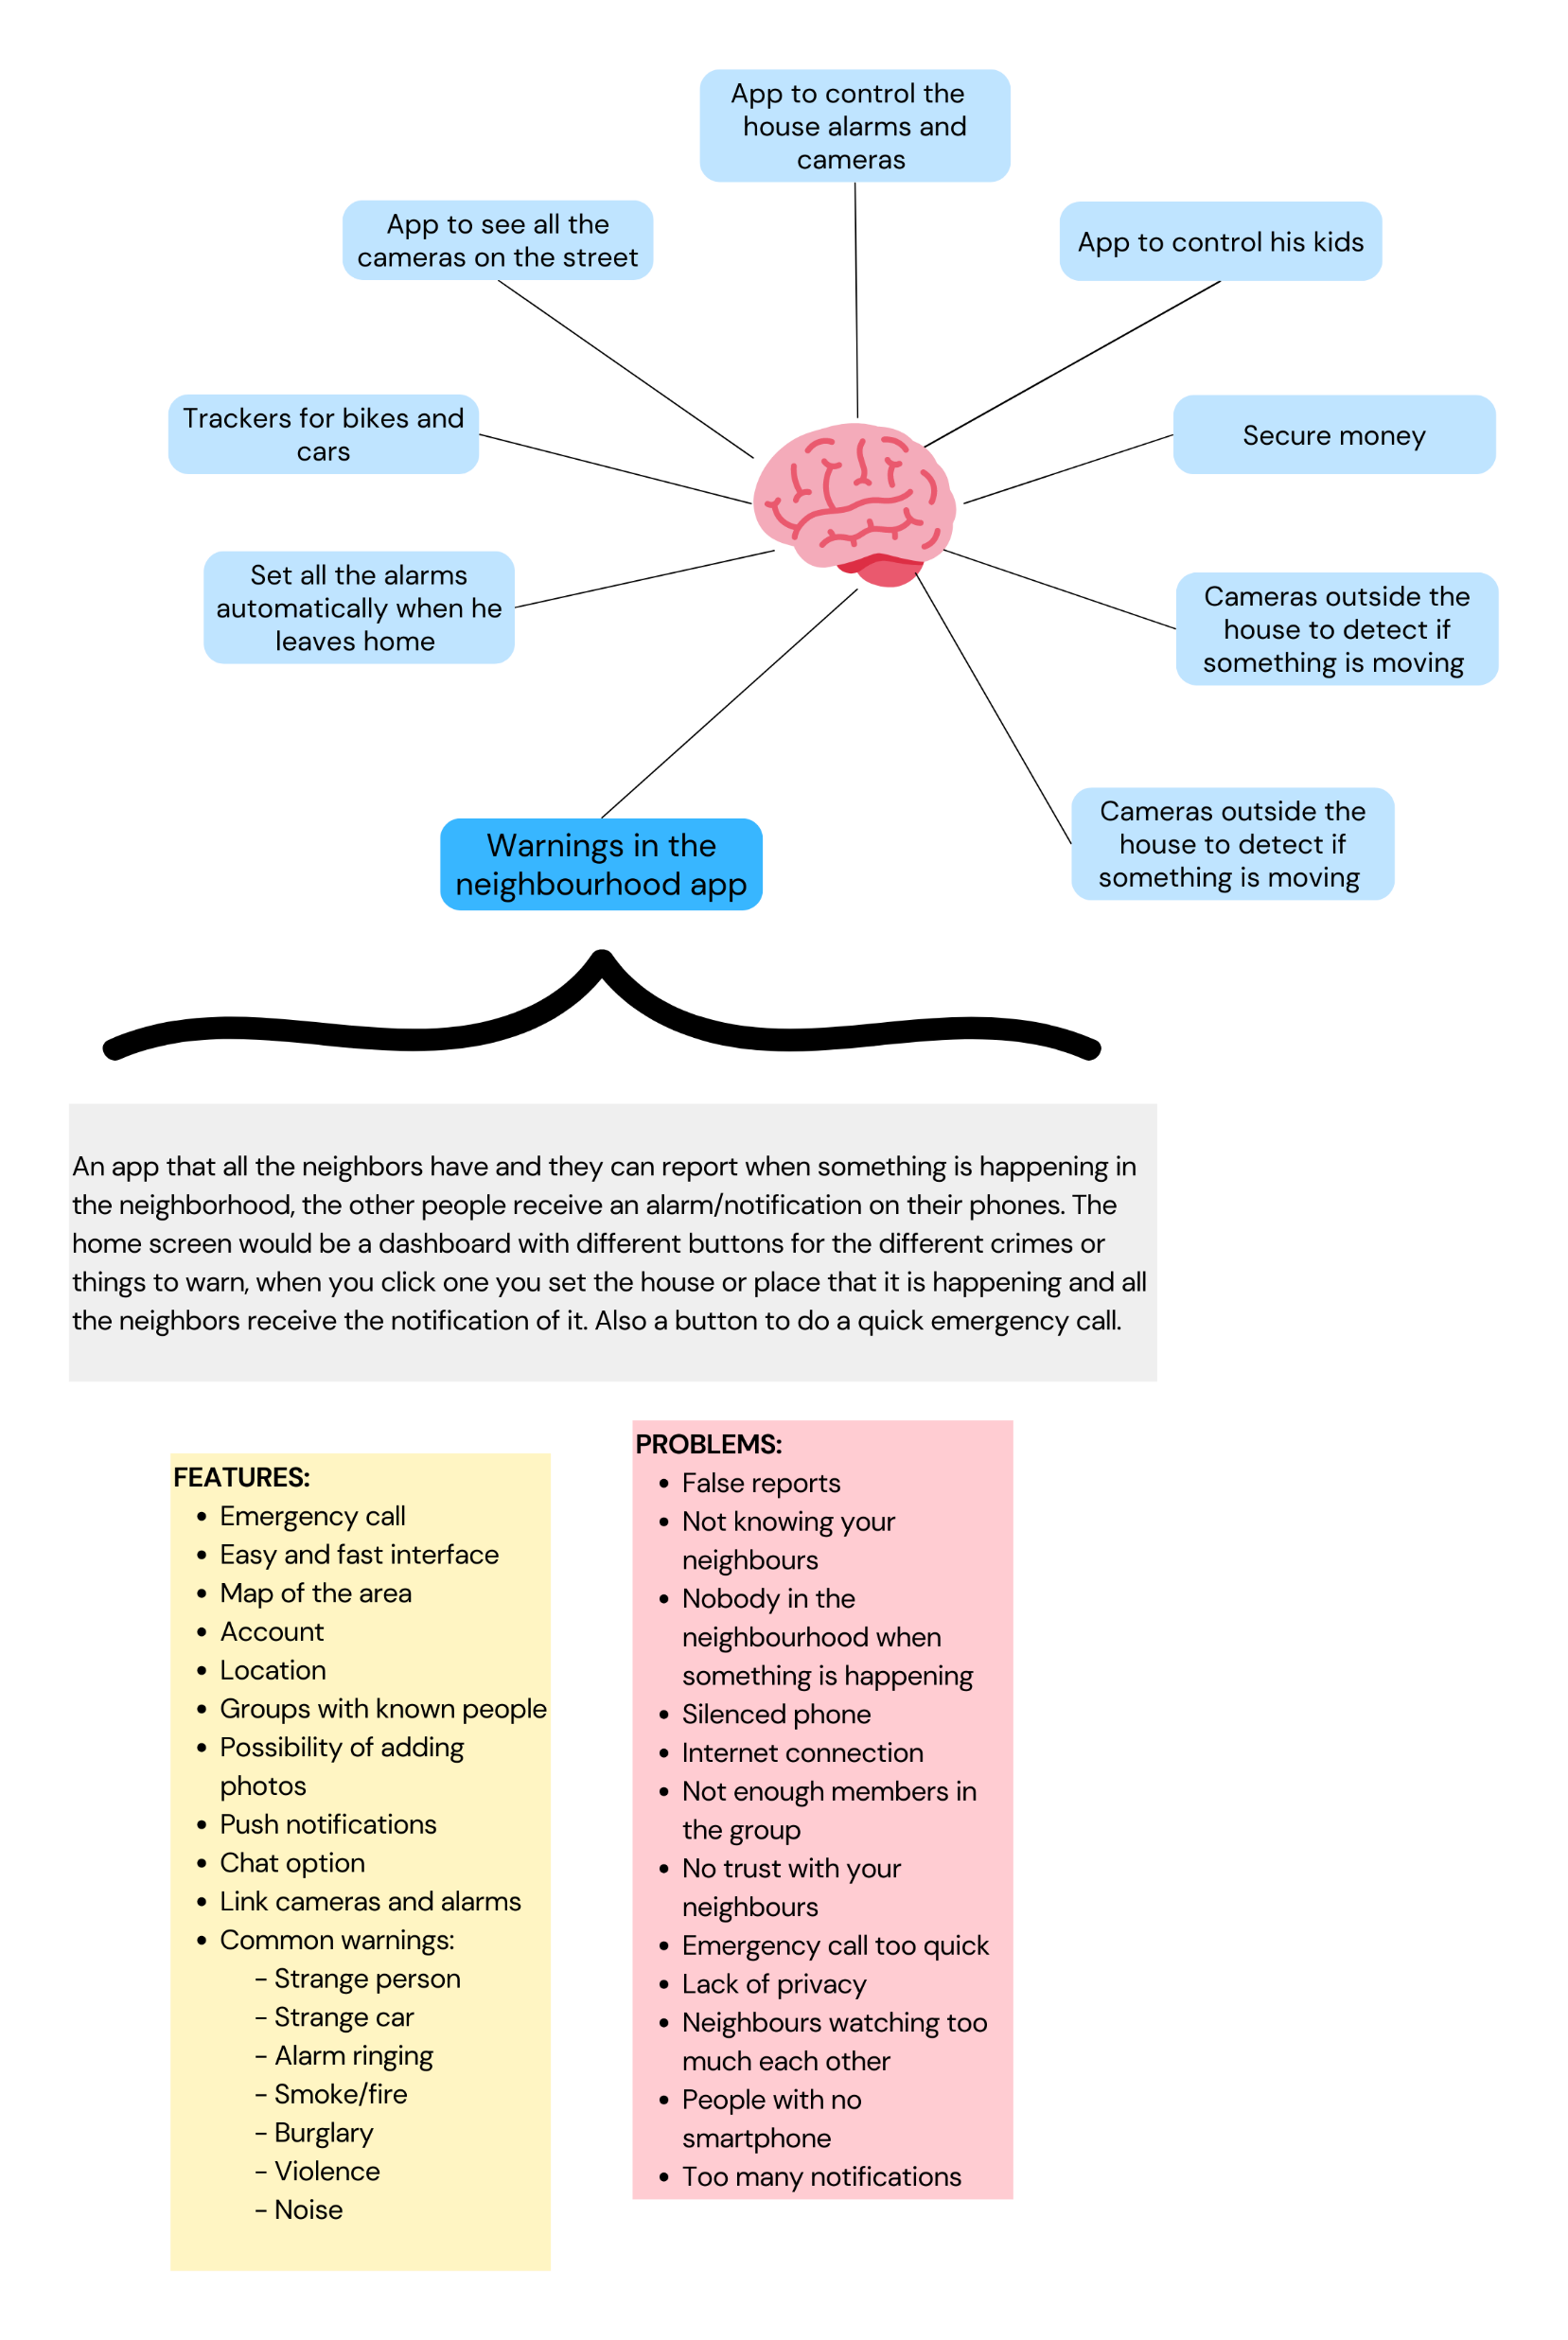 App to control the
house alarms and
cameras
App to see all the
cameras on the street
App to control his kids
Trackers for bikes and
cars
Secure money
Set all the alarms
automatically when he
leaves home
Cameras outside the
house to detect if
something is moving
Warnings in the
neighbourhood app
Cameras outside the
house to detect if
something is moving
An app that all the neighbors have and they can report when something is happening in
the neighborhood, the other people receive an alarm/notification on their phones. The
home screen would be a dashboard with different buttons for the different crimes or
things to warn, when you click one you set the house or place that it is happening and all
the neighbors receive the notification of it. Also a button to do a quick emergency call.
FEATURES:
• Emergency call
• Easy and fast interface
• Map of the area
• Account
• Location
• Groups with known people
• Possibility of adding
photos
• Push notifications
• Chat option
• Link cameras and alarms
• Common warnings:
- Strange person
- Strange car
- Alarm ringing
- Smoke/fire
- Burglary
- Violence
- Noise
PROBLEMS:
• False reports
• Not knowing your
neighbours
• Nobody in the
neighbourhood when
something is happening
• Silenced phone
• Internet connection
• Not enough members in
the group
• No trust with your
neighbours
• Emergency call too quick
• Lack of privacy
• Neighbours watching too
much each other
• People with no
smartphone
• Too many notifications